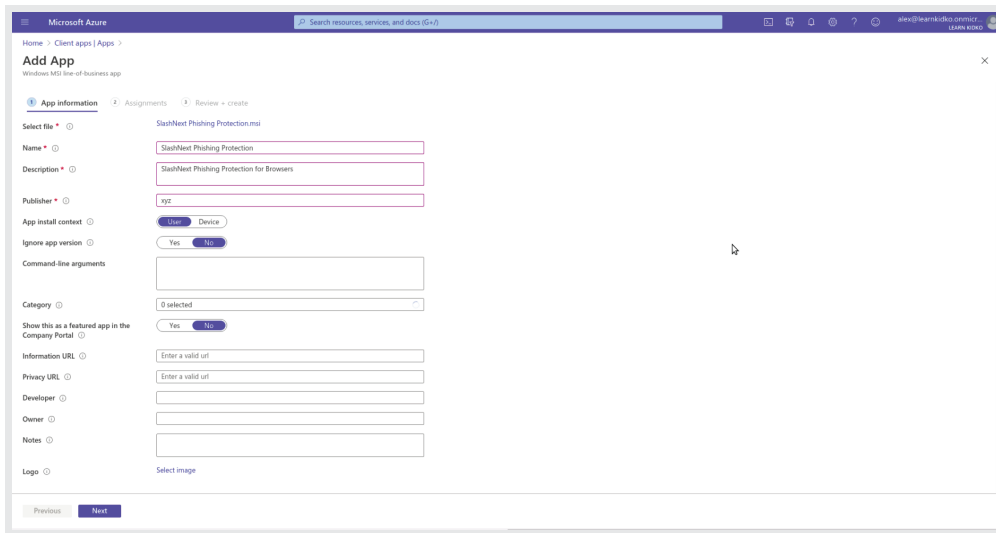 Microsoft Azure
Search resources, services, and docs (G+/)
alex@learnkidko.onmicr...
LEARN KIDKO
Home > Client apps | Apps >
Add App
Windows MSI line-of-business app
1 App information 2 Assignments 3 Review + create
Select file * SlashNext Phishing Protection.msi
Name * SlashNext Phishing Protection
Description * SlashNext Phishing Protection for Browsers
Publisher * xyz
App install context User Device
Ignore app version Yes No
Command-line arguments
Category 0 selected
Show this as a featured app in the
Company Portal Yes No
Information URL Enter a valid url
Privacy URL Enter a valid url
Developer
Owner
Notes
Logo Select image
Previous Next